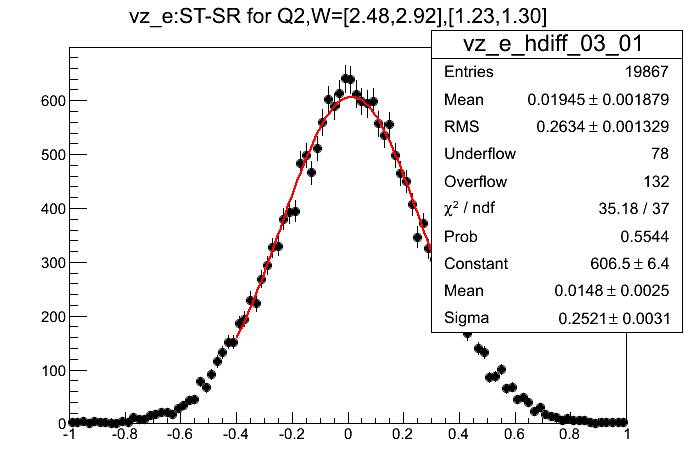 vz_e:ST-SR for Q2,W=[2.48,2.92],[1.23,1.30]
vz_e_hdiff_03_01
Entries 19867
Mean 0.01945 ± 0.001879
RMS 0.2634 ± 0.001329
Underflow 78
Overflow 132
χ² / ndf 35.18 / 37
Prob 0.5544
Constant 606.5 ± 6.4
Mean 0.0148 ± 0.0025
Sigma 0.2521 ± 0.0031
600
500
400
300
200
100
0
-1 -0.8 -0.6 -0.4 -0.2 0 0.2 0.4 0.6 0.8 1